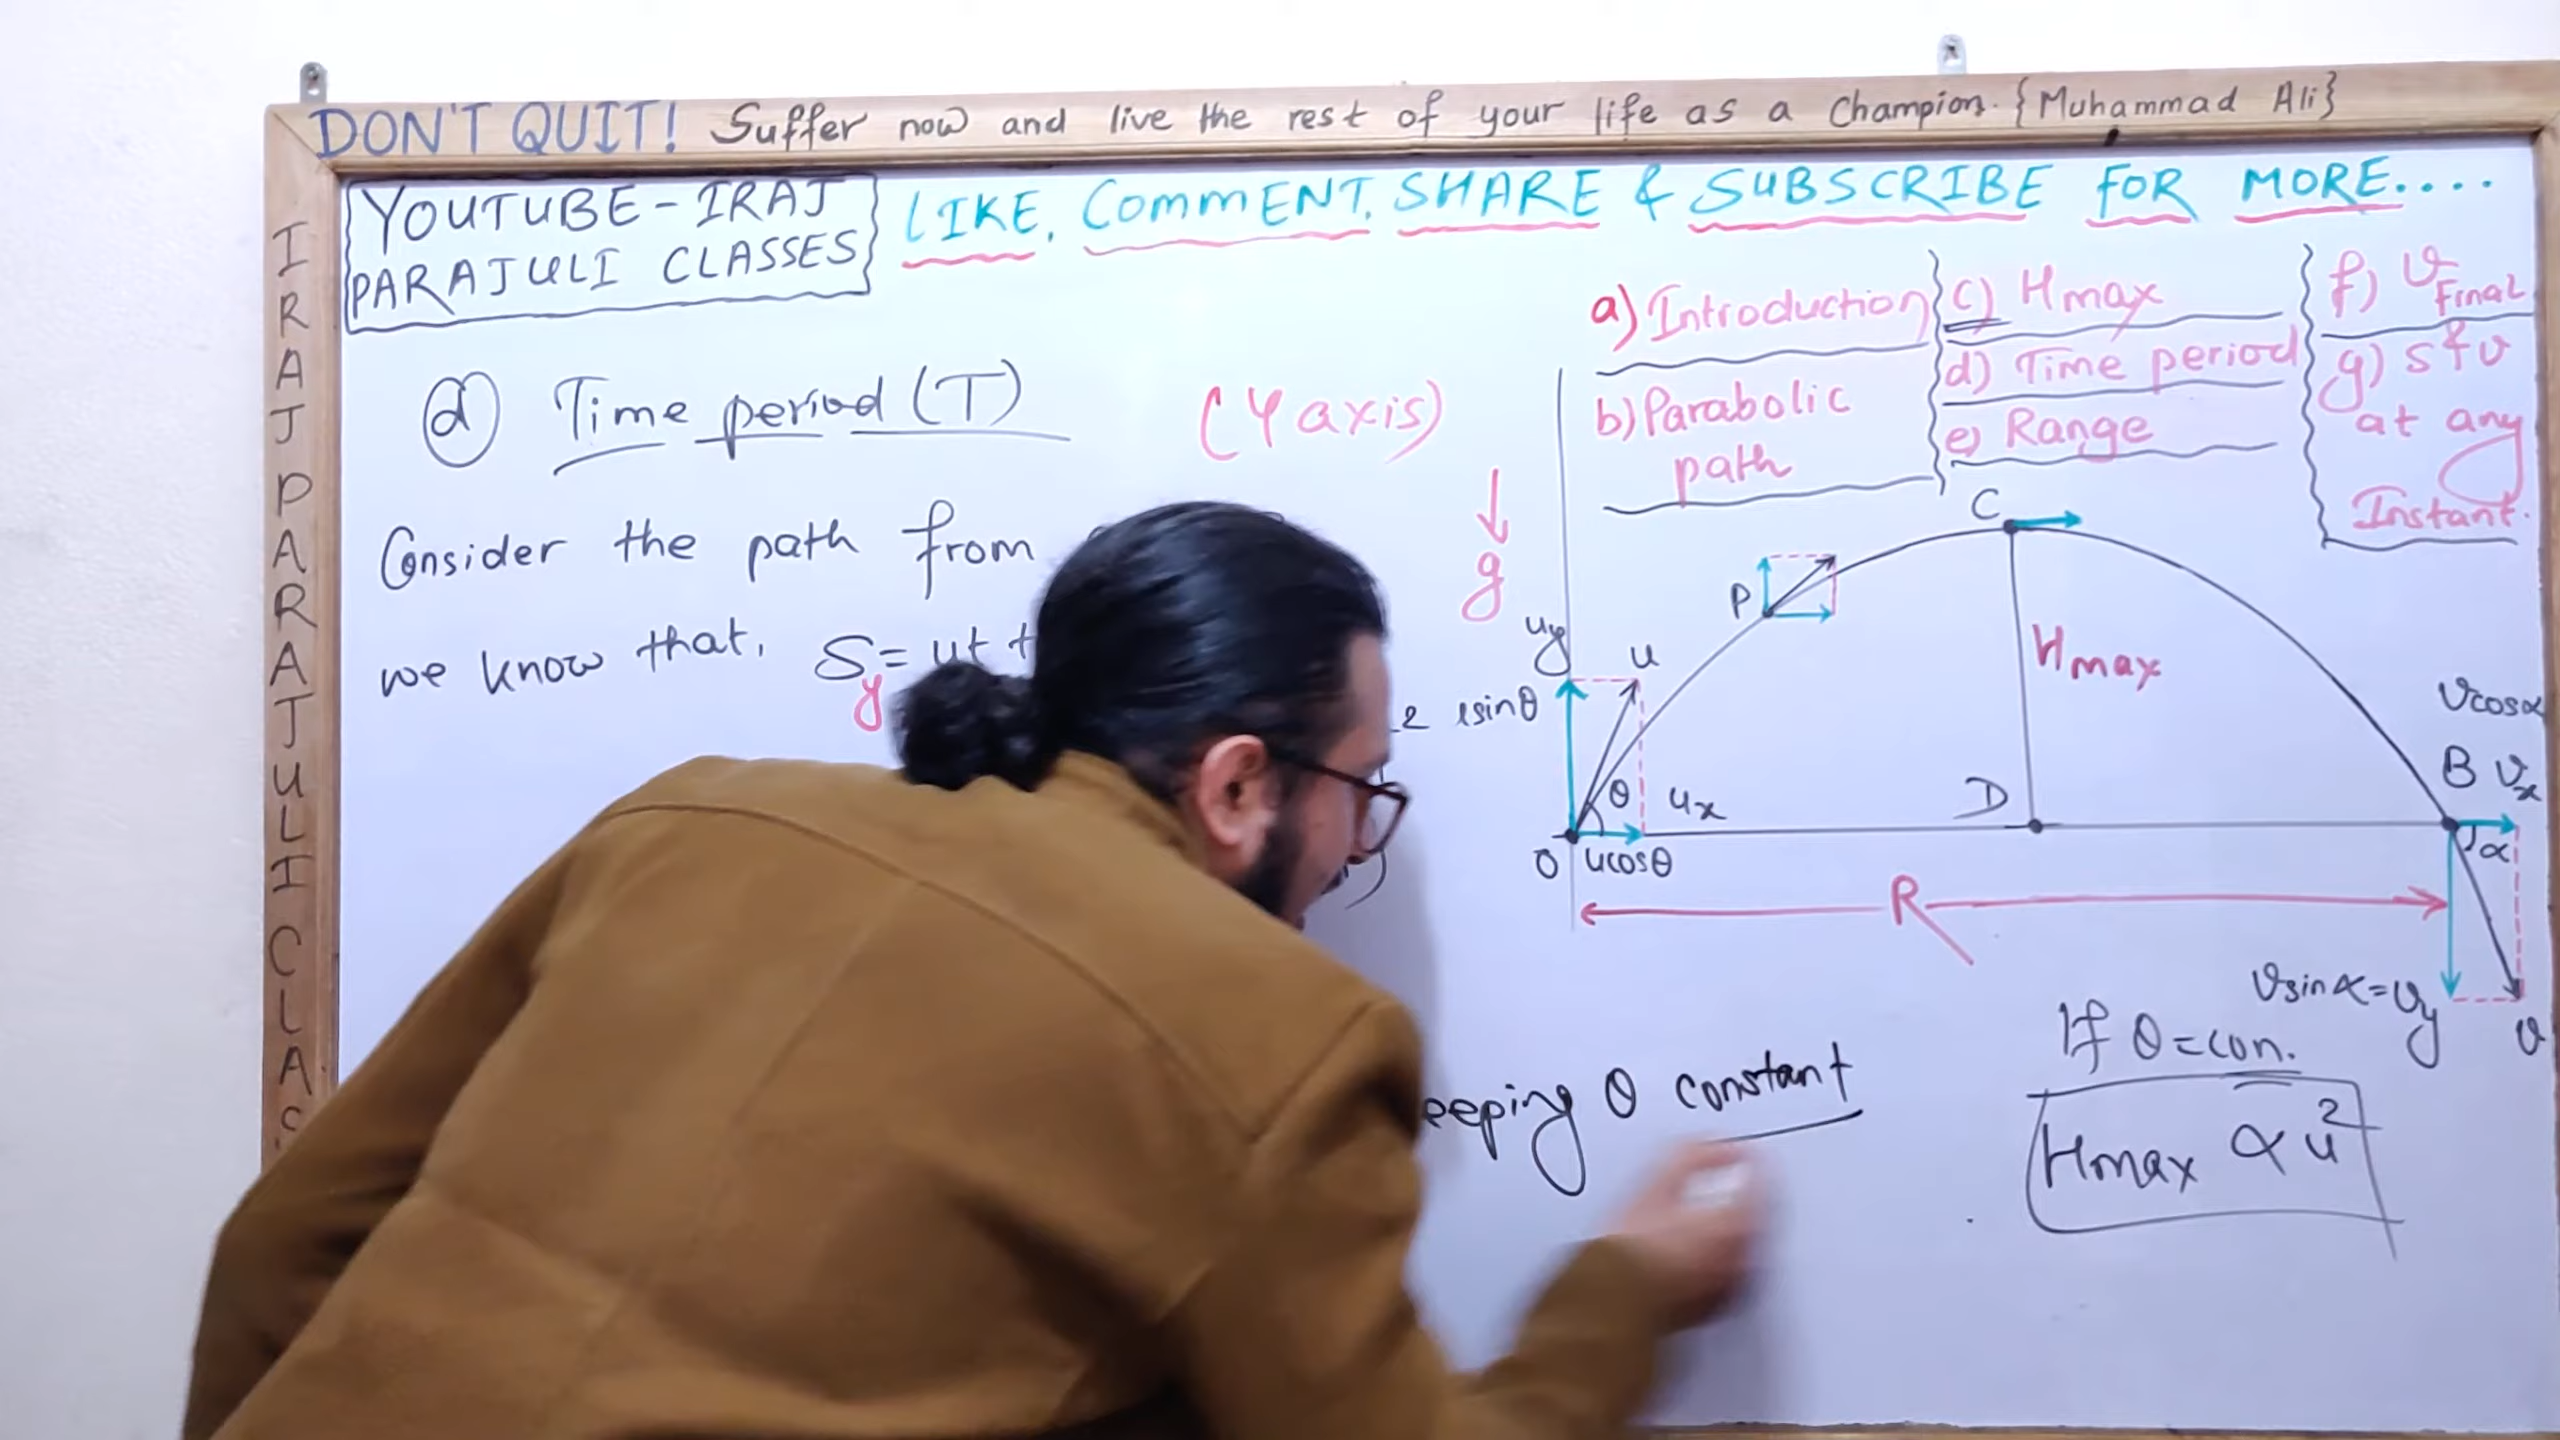 DON'T QUIT! Suffer now and live the rest of your life as a Champion. {Muhammad Ali}
IRAJ PARAJULI CLAS
YOUTUBE - IRAJ
PARAJULI CLASSES
LIKE, COMMENT, SHARE & SUBSCRIBE FOR MORE....
a) Introduction
b) Parabolic
path
c) Hmax
d) Time period
e) Range
f) v Final
g) s & v
at any
Instant.
d) Time period (T)
(Y axis)
Consider the path from
we know that, Sy = ut +
↓
g
uy
u
usinθ
θ
ux
O
ucosθ
P
C
Hmax
D
R
vcosα
B vx
α
vsinα = vy
v
θ constant
If θ = con.
Hmax ∝ u²